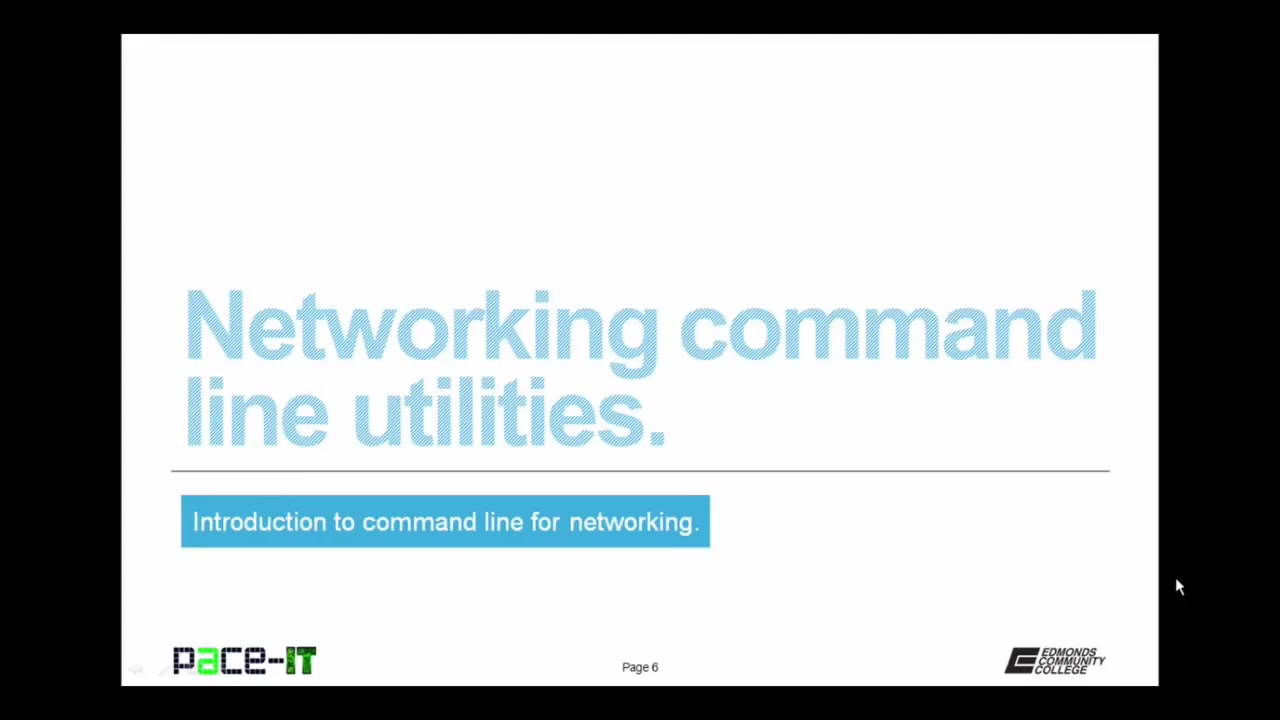 Networking command
line utilities.
Introduction to command line for networking.
pace-IT
Page 6
EDMONDS
COMMUNITY
COLLEGE